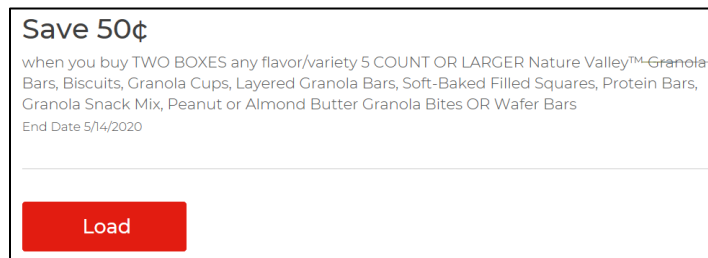 Save 50¢
when you buy TWO BOXES any flavor/variety 5 COUNT OR LARGER Nature Valley™ Granola
Bars, Biscuits, Granola Cups, Layered Granola Bars, Soft-Baked Filled Squares, Protein Bars,
Granola Snack Mix, Peanut or Almond Butter Granola Bites OR Wafer Bars
End Date 5/14/2020
Load